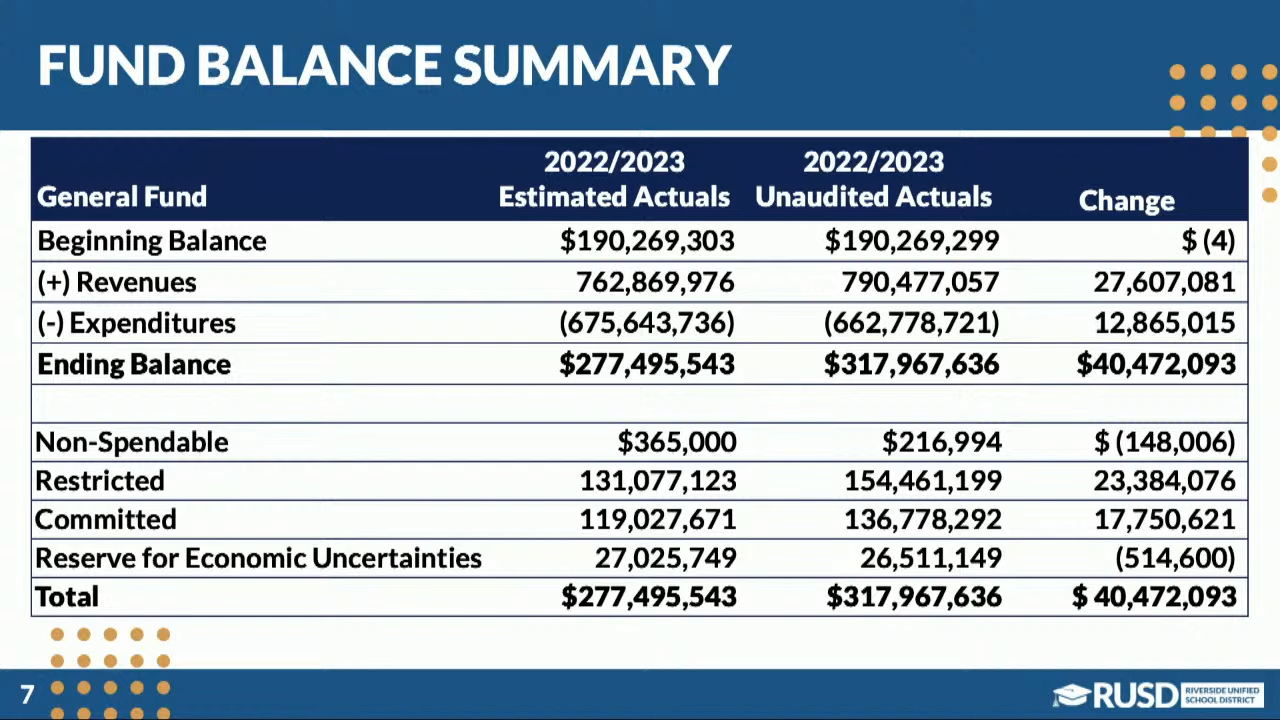 FUND BALANCE SUMMARY
2022/2023 2022/2023
General Fund Estimated Actuals Unaudited Actuals Change
Beginning Balance $190,269,303 $190,269,299 $ (4)
(+) Revenues 762,869,976 790,477,057 27,607,081
(-) Expenditures (675,643,736) (662,778,721) 12,865,015
Ending Balance $277,495,543 $317,967,636 $40,472,093
Non-Spendable $365,000 $216,994 $ (148,006)
Restricted 131,077,123 154,461,199 23,384,076
Committed 119,027,671 136,778,292 17,750,621
Reserve for Economic Uncertainties 27,025,749 26,511,149 (514,600)
Total $277,495,543 $317,967,636 $ 40,472,093
7
RUSD RIVERSIDE UNIFIED
SCHOOL DISTRICT